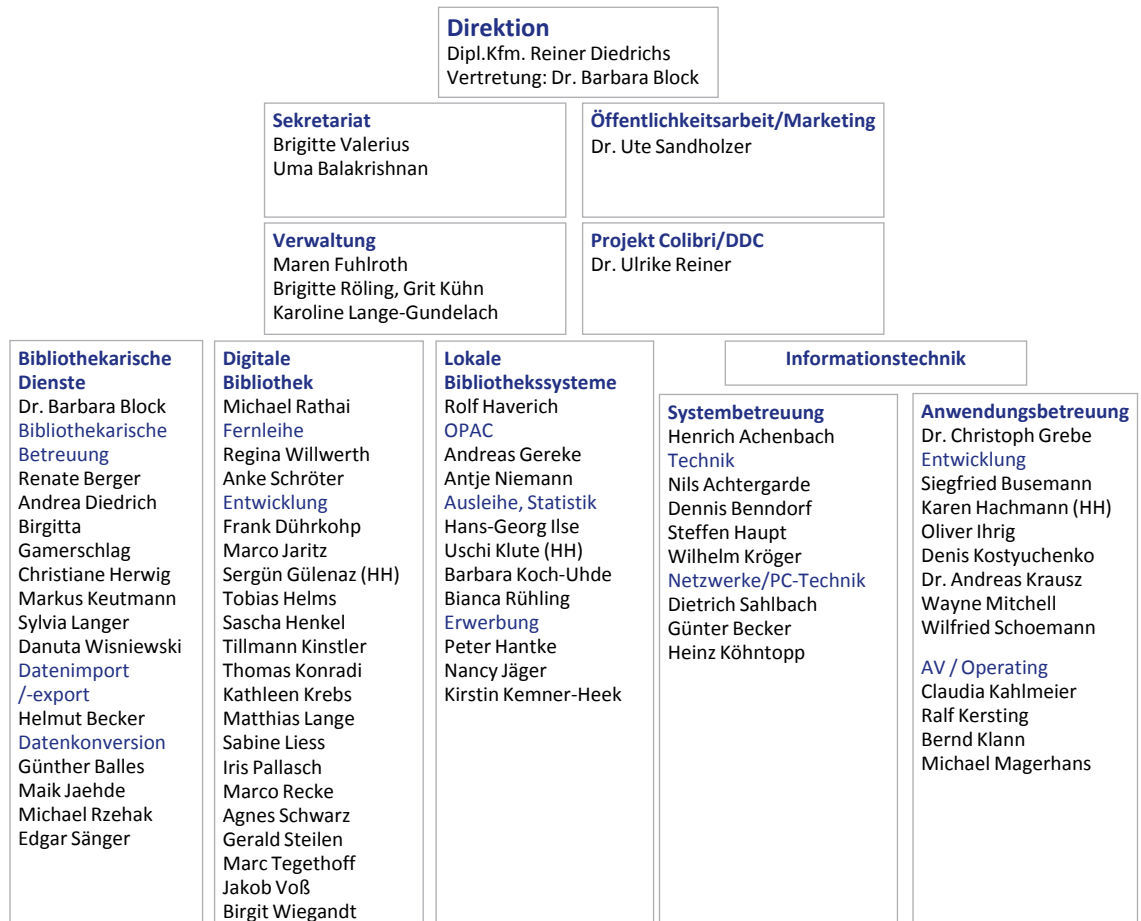 Direktion
Dipl.Kfm. Reiner Diedrichs
Vertretung: Dr. Barbara Block
Sekretariat
Brigitte Valerius
Uma Balakrishnan
Öffentlichkeitsarbeit/Marketing
Dr. Ute Sandholzer
Verwaltung
Maren Fuhlroth
Brigitte Röling, Grit Kühn
Karoline Lange-Gundelach
Projekt Colibri/DDC
Dr. Ulrike Reiner
Bibliothekarische
Dienste
Dr. Barbara Block
Bibliothekarische
Betreuung
Renate Berger
Andrea Diedrich
Birgitta
Gamerschlag
Christiane Herwig
Markus Keutmann
Sylvia Langer
Danuta Wisniewski
Datenimport
/-export
Helmut Becker
Datenkonversion
Günther Balles
Maik Jaehde
Michael Rzehak
Edgar Sänger
Digitale
Bibliothek
Michael Rathai
Fernleihe
Regina Willwerth
Anke Schröter
Entwicklung
Frank Dührkohp
Marco Jaritz
Sergün Gülenaz (HH)
Tobias Helms
Sascha Henkel
Tillmann Kinstler
Thomas Konradi
Kathleen Krebs
Matthias Lange
Sabine Liess
Iris Pallasch
Marco Recke
Agnes Schwarz
Gerald Steilen
Marc Tegethoff
Jakob Voß
Birgit Wiegandt
Lokale
Bibliothekssysteme
Rolf Haverich
OPAC
Andreas Gereke
Antje Niemann
Ausleihe, Statistik
Hans-Georg Ilse
Uschi Klute (HH)
Barbara Koch-Uhde
Bianca Rühling
Erwerbung
Peter Hantke
Nancy Jäger
Kirstin Kemner-Heek
Informationstechnik
Systembetreuung
Henrich Achenbach
Technik
Nils Achtergarde
Dennis Benndorf
Steffen Haupt
Wilhelm Kröger
Netzwerke/PC-Technik
Dietrich Sahlbach
Günter Becker
Heinz Köhntopp
Anwendungsbetreuung
Dr. Christoph Grebe
Entwicklung
Siegfried Busemann
Karen Hachmann (HH)
Oliver Ihrig
Denis Kostyuchenko
Dr. Andreas Krausz
Wayne Mitchell
Wilfried Schoemann
AV / Operating
Claudia Kahlmeier
Ralf Kersting
Bernd Klann
Michael Magerhans